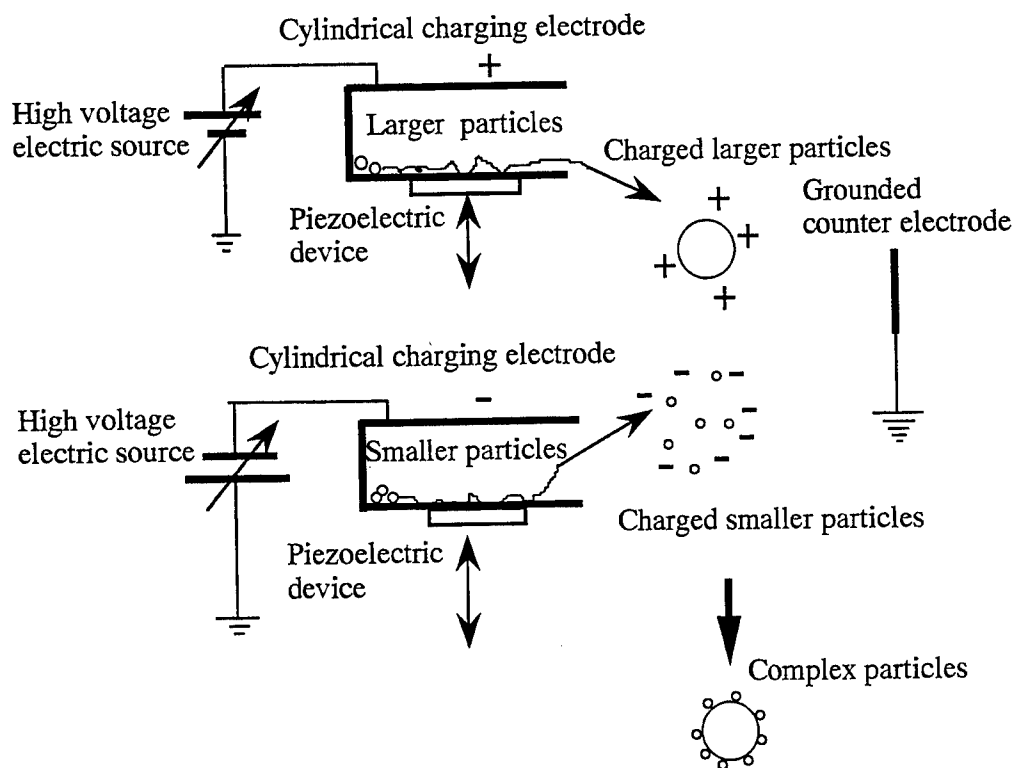 Cylindrical charging electrode
+
High voltage
electric source
Larger particles
Charged larger particles
Grounded
counter electrode
Piezoelectric
device
+
+
+
+
Cylindrical charging electrode
-
High voltage
electric source
Smaller particles
- -
-
-
-
-
-
Charged smaller particles
Piezoelectric
device
Complex particles